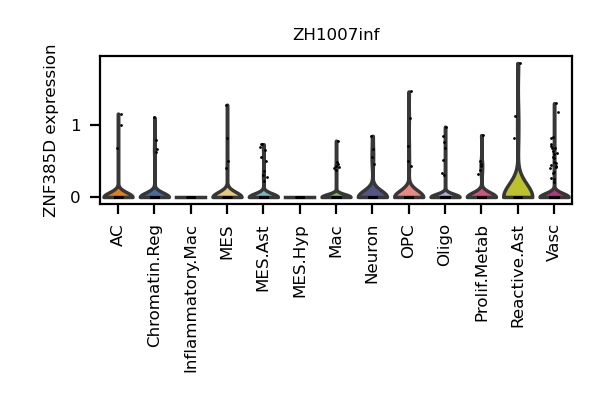 ZH1007inf
ZNF385D expression
1
0
AC
Chromatin.Reg
Inflammatory.Mac
MES
MES.Ast
MES.Hyp
Mac
Neuron
OPC
Oligo
Prolif.Metab
Reactive.Ast
Vasc